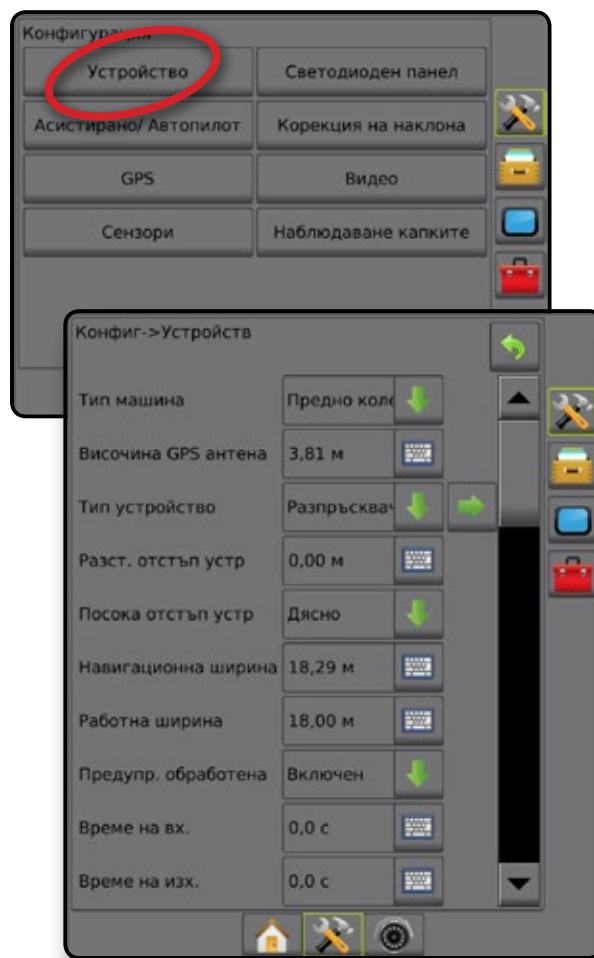 Конфигурация
Устройство
Светодиоден панел
Асистирано/ Автопилот
Корекция на наклона
GPS
Видео
Сензори
Наблюдаване капките
Конфиг->Устройств
Тип машина
Предно коле
Височина GPS антена
3,81 м
Тип устройство
Разпръсквач
Разст. отстъп устр
0,00 м
Посока отстъп устр
Дясно
Навигационна ширина
18,29 м
Работна ширина
18,00 м
Предупр. обработена
Включен
Време на вх.
0,0 с
Време на изх.
0,0 с